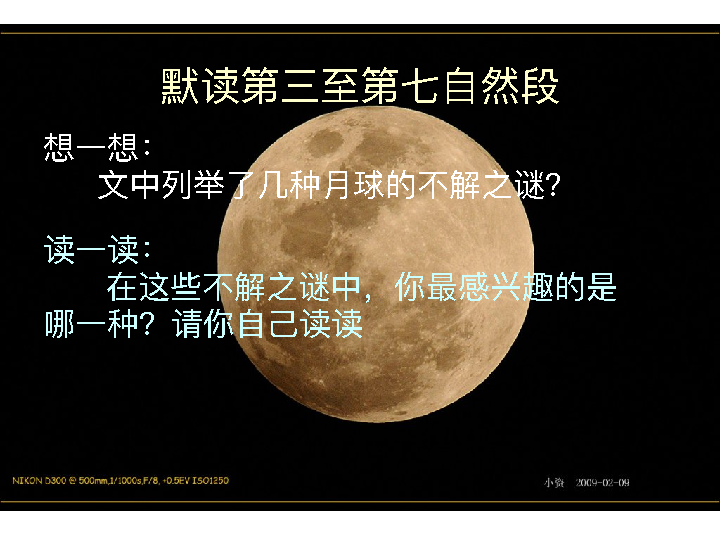 默读第三至第七自然段
想一想：
文中列举了几种月球的不解之谜？
读一读：
在这些不解之谜中，你最感兴趣的是
哪一种？请你自己读读
NIKON D300 @ 500mm,1/1000s,F/8, +0.5EV ISO1250
小资 2009-02-09